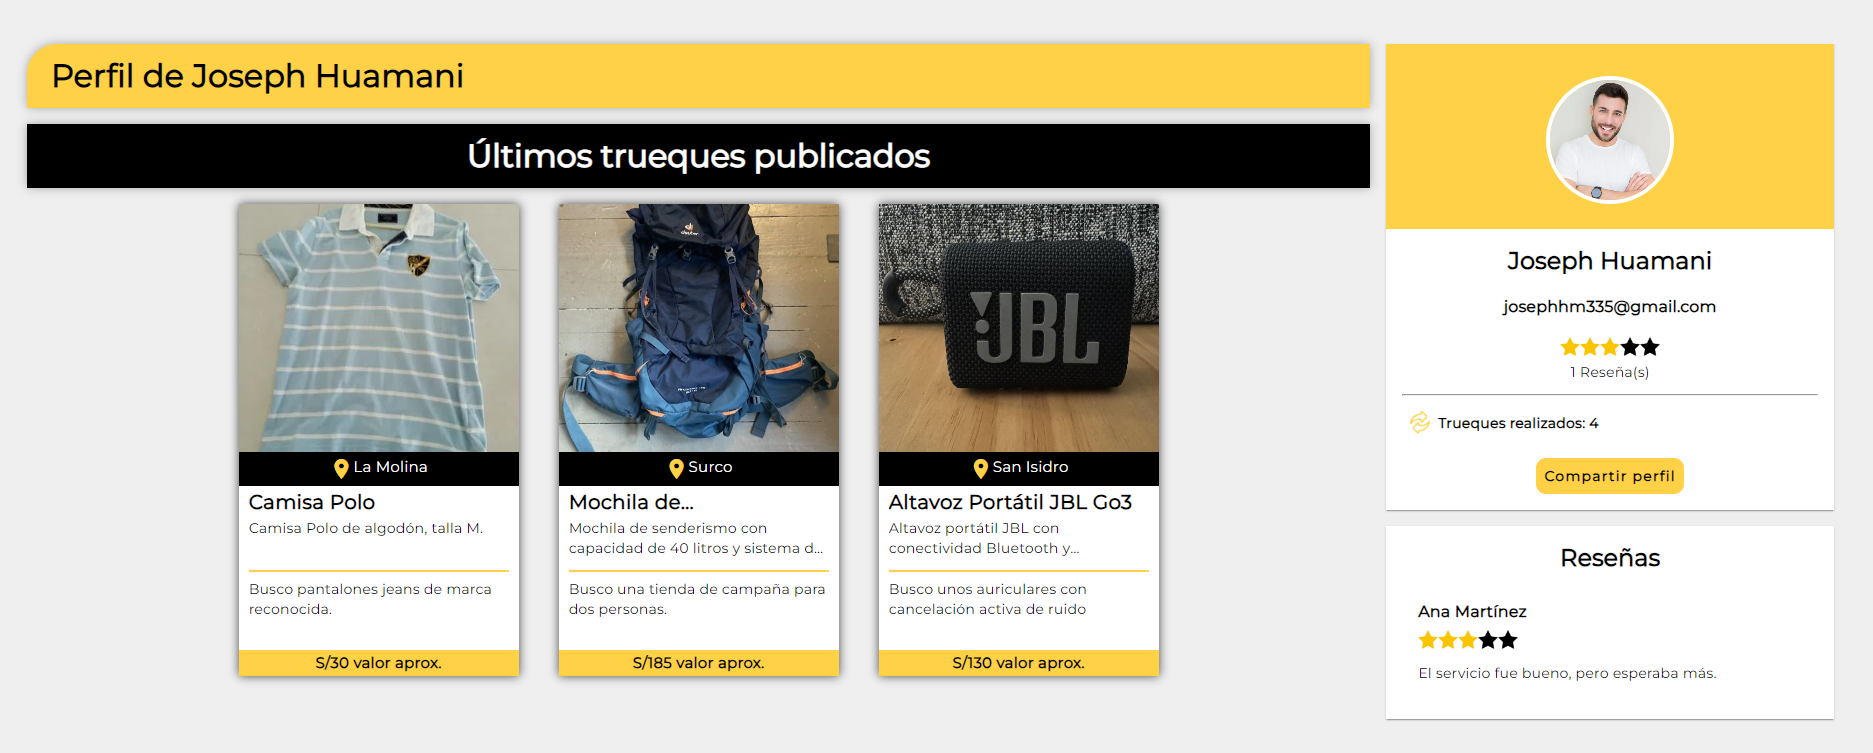 Perfil de Joseph Huamani
Últimos trueques publicados
deuter
JBL
La Molina
Camisa Polo
Camisa Polo de algodón, talla M.
Busco pantalones jeans de marca
reconocida.
S/30 valor aprox.
Surco
Mochila de...
Mochila de senderismo con
capacidad de 40 litros y sistema d...
Busco una tienda de campaña para
dos personas.
S/185 valor aprox.
San Isidro
Altavoz Portátil JBL Go3
Altavoz portátil JBL con
conectividad Bluetooth y...
Busco unos auriculares con
cancelación activa de ruido
S/130 valor aprox.
Joseph Huamani
josephhm335@gmail.com
1 Reseña(s)
Trueques realizados: 4
Compartir perfil
Reseñas
Ana Martínez
El servicio fue bueno, pero esperaba más.